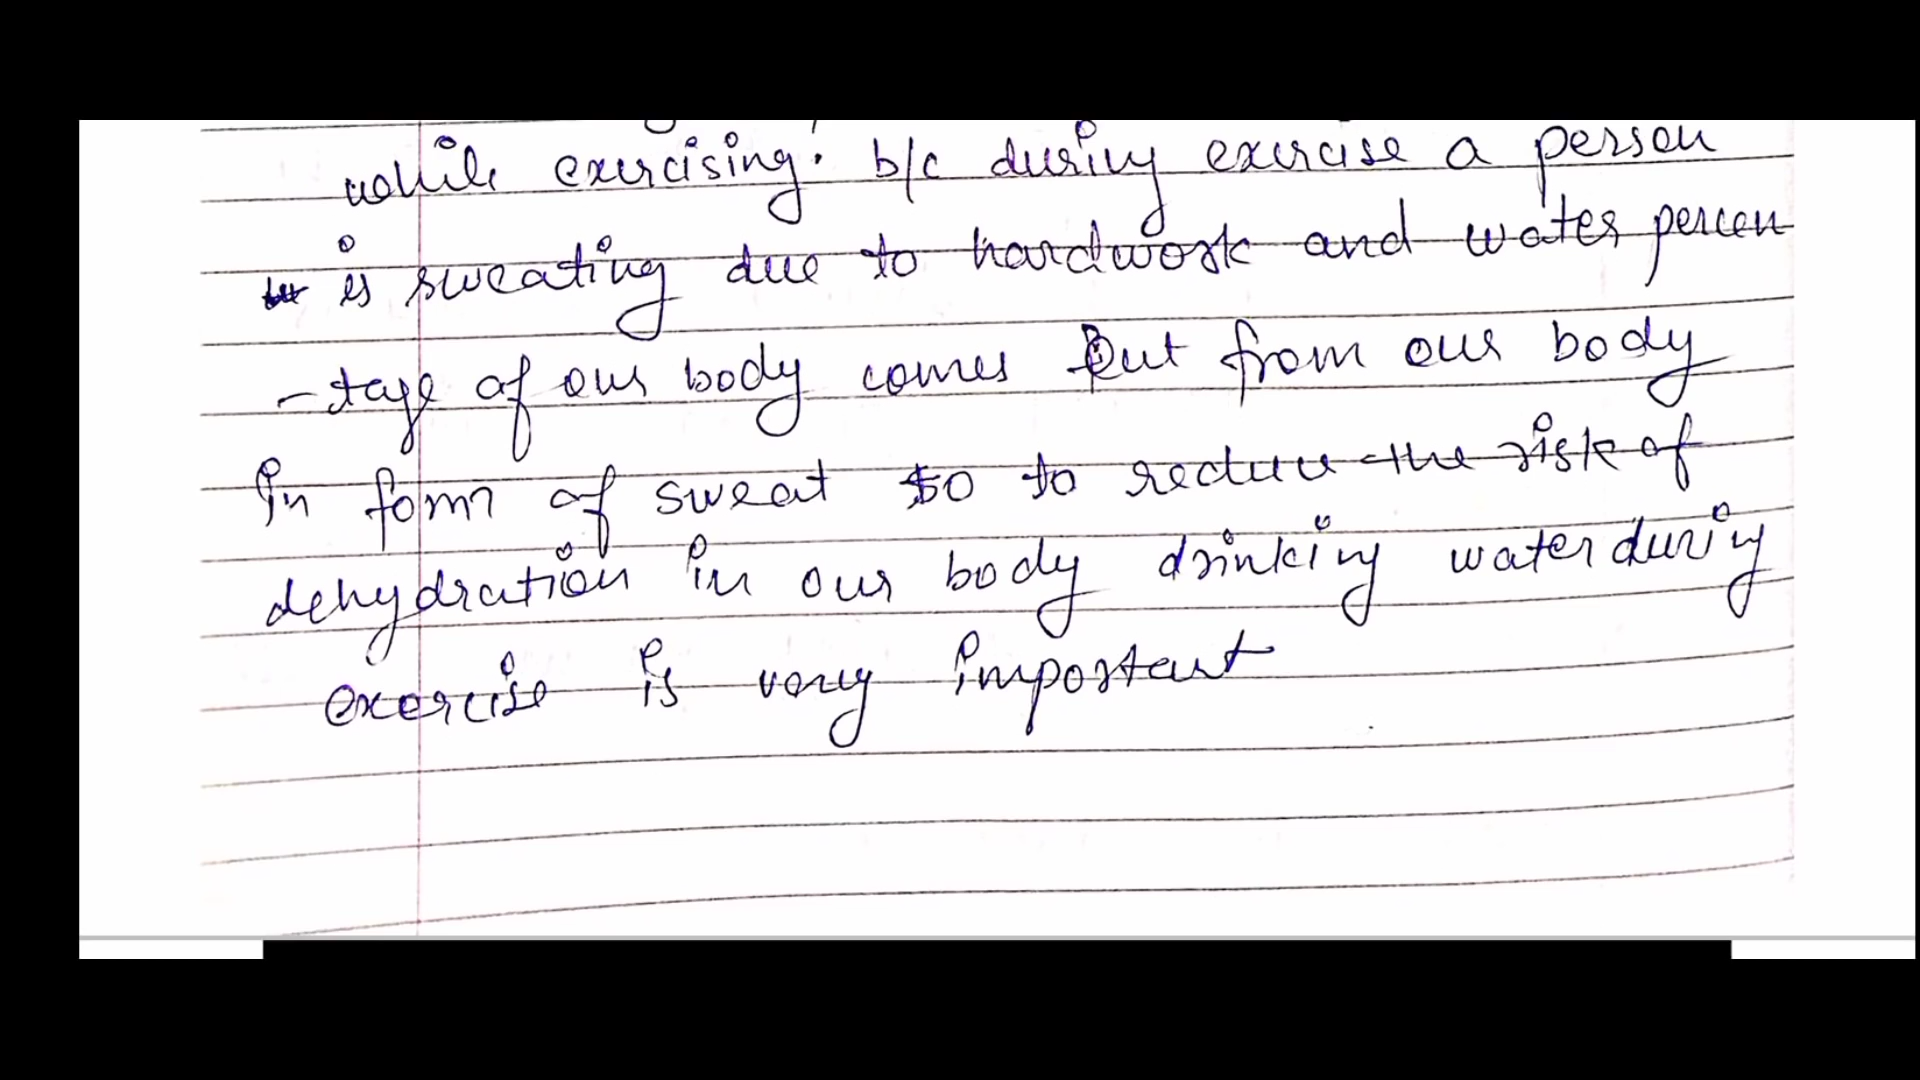 while exercising. b/c during exercise a person
is sweating due to hardwork and water percen
-tage of our body comes out from our body
in form of sweat so to reduce the risk of
dehydration in our body drinking water during
exercise is very important